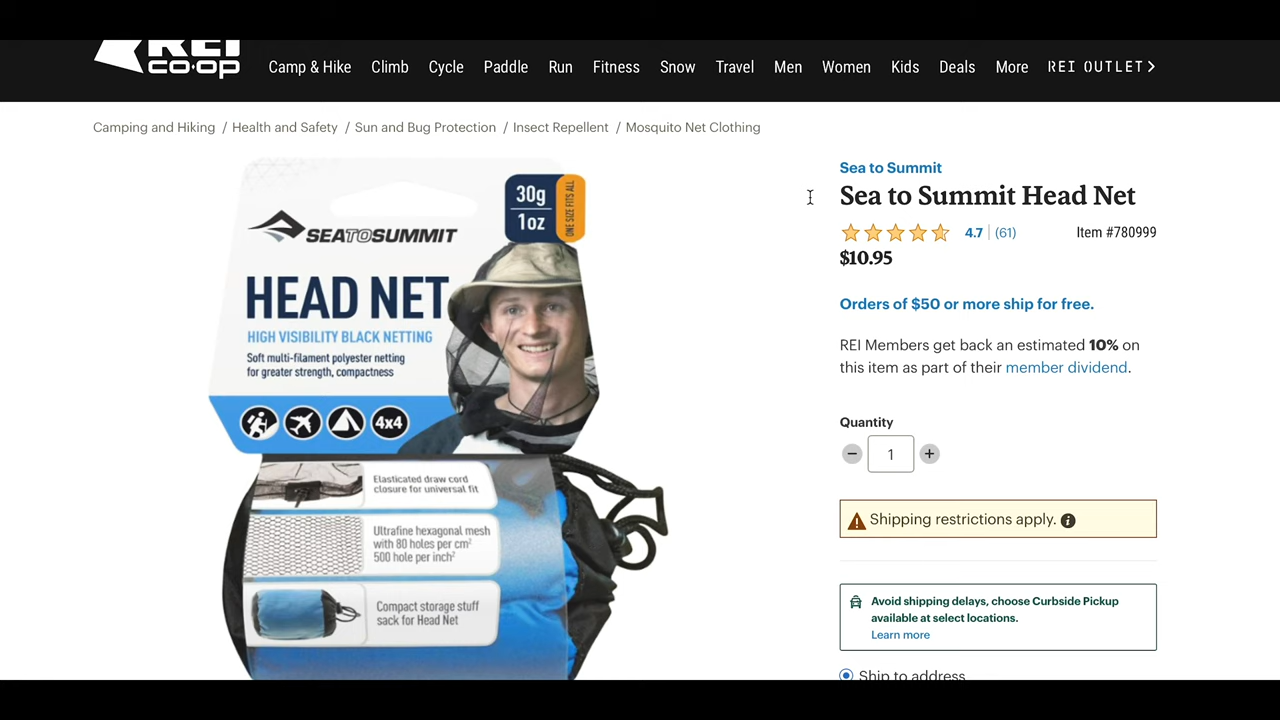 REI
CO·OP
Camp & Hike Climb Cycle Paddle Run Fitness Snow Travel Men Women Kids Deals More REI OUTLET
Camping and Hiking / Health and Safety / Sun and Bug Protection / Insect Repellent / Mosquito Net Clothing
30g
1oz
ONE SIZE FITS ALL
SEATOSUMMIT
HEAD NET
HIGH VISIBILITY BLACK NETTING
Soft multi-filament polyester netting
for greater strength, compactness
4x4
Elasticated draw cord
closure for universal fit
Ultrafine hexagonal mesh
with 80 holes per cm²
500 hole per inch²
Compact storage stuff
sack for Head Net
Sea to Summit
Sea to Summit Head Net
4.7 (61) Item #780999
$10.95
Orders of $50 or more ship for free.
REI Members get back an estimated 10% on
this item as part of their member dividend.
Quantity
− 1 +
Shipping restrictions apply.
Avoid shipping delays, choose Curbside Pickup
available at select locations.
Learn more
Ship to address